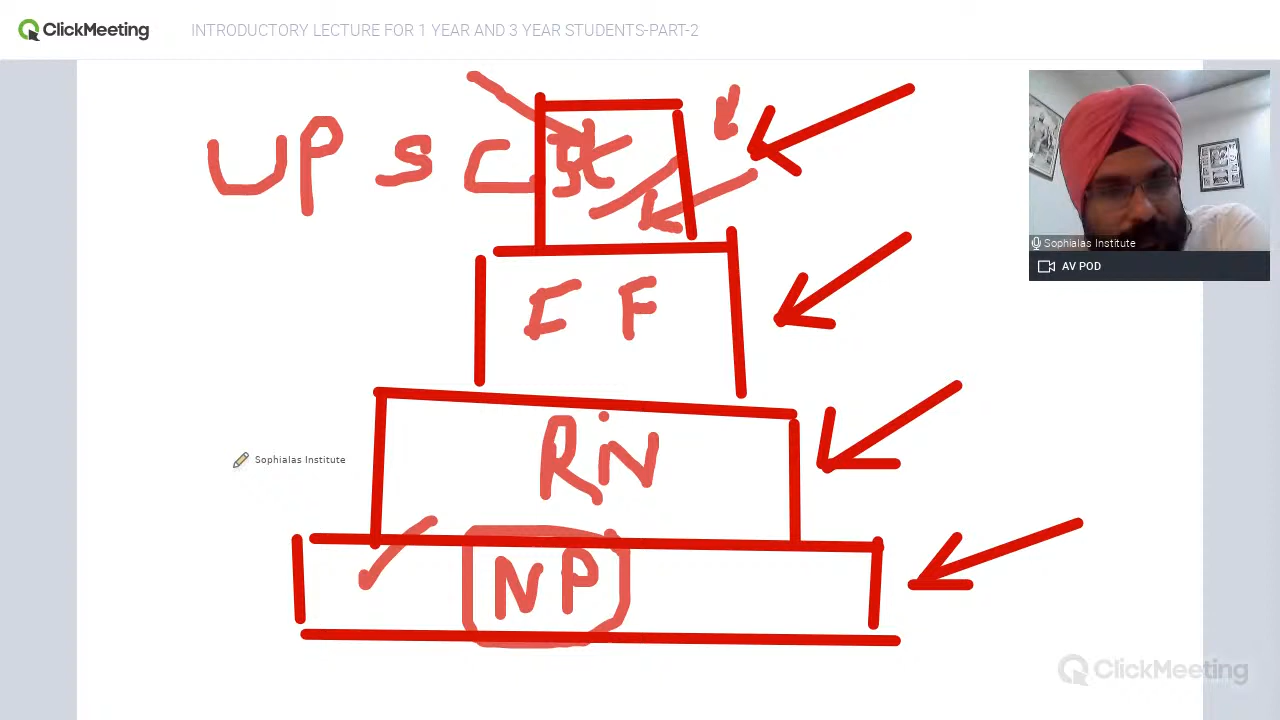 ClickMeeting INTRODUCTORY LECTURE FOR 1 YEAR AND 3 YEAR STUDENTS-PART-2
UPSC
Sophialas Institute
AV POD
F
RN
Sophialas Institute
NP
ClickMeeting